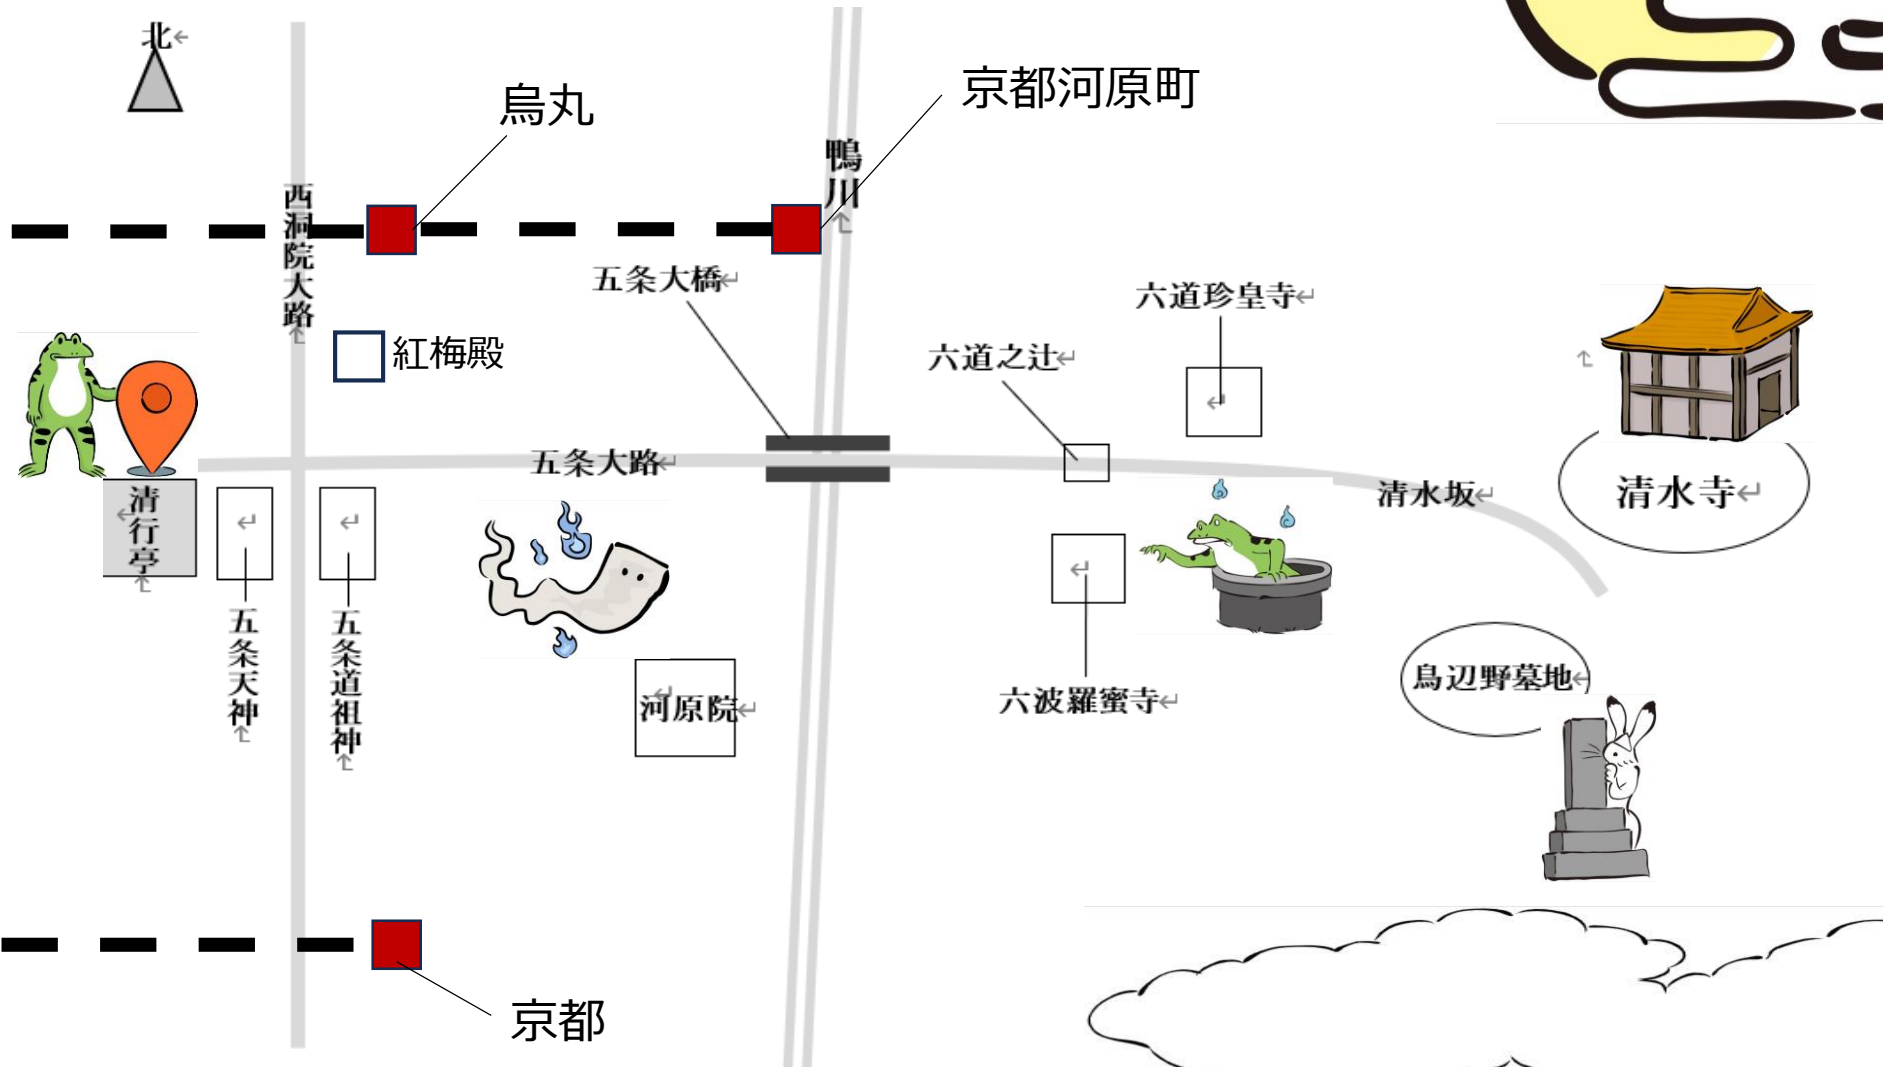 北
烏丸
京都河原町
鴨川
西洞院大路
五条大橋
六道珍皇寺
六道之辻
紅梅殿
五条大路
清水坂
清水寺
清行亭
五条天神
五条道祖神
河原院
六波羅蜜寺
鳥辺野墓地
京都